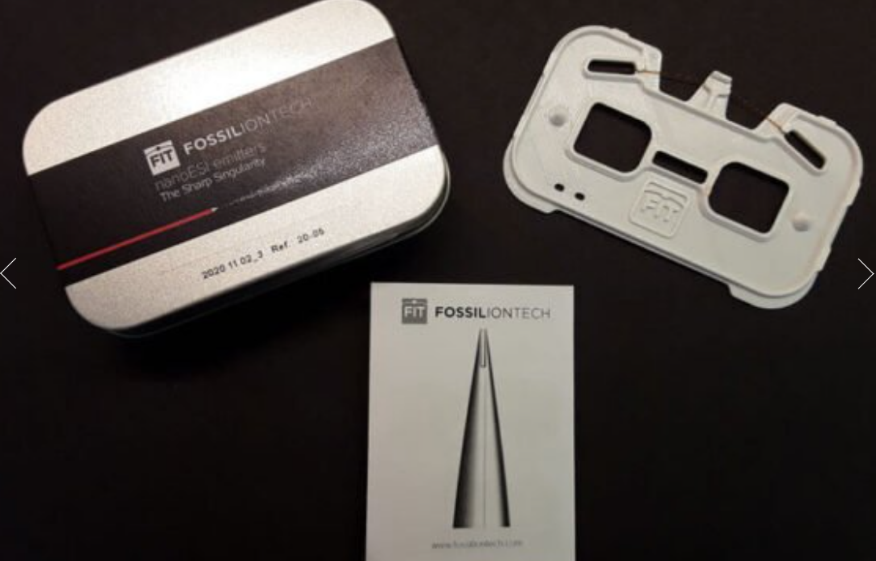 FIT FOSSILIONTECH
nanoESI emitters
The Sharp Singularity
2020 11 02_3 Ref. 20-05
FIT
FIT FOSSILIONTECH
www.fossiliontech.com